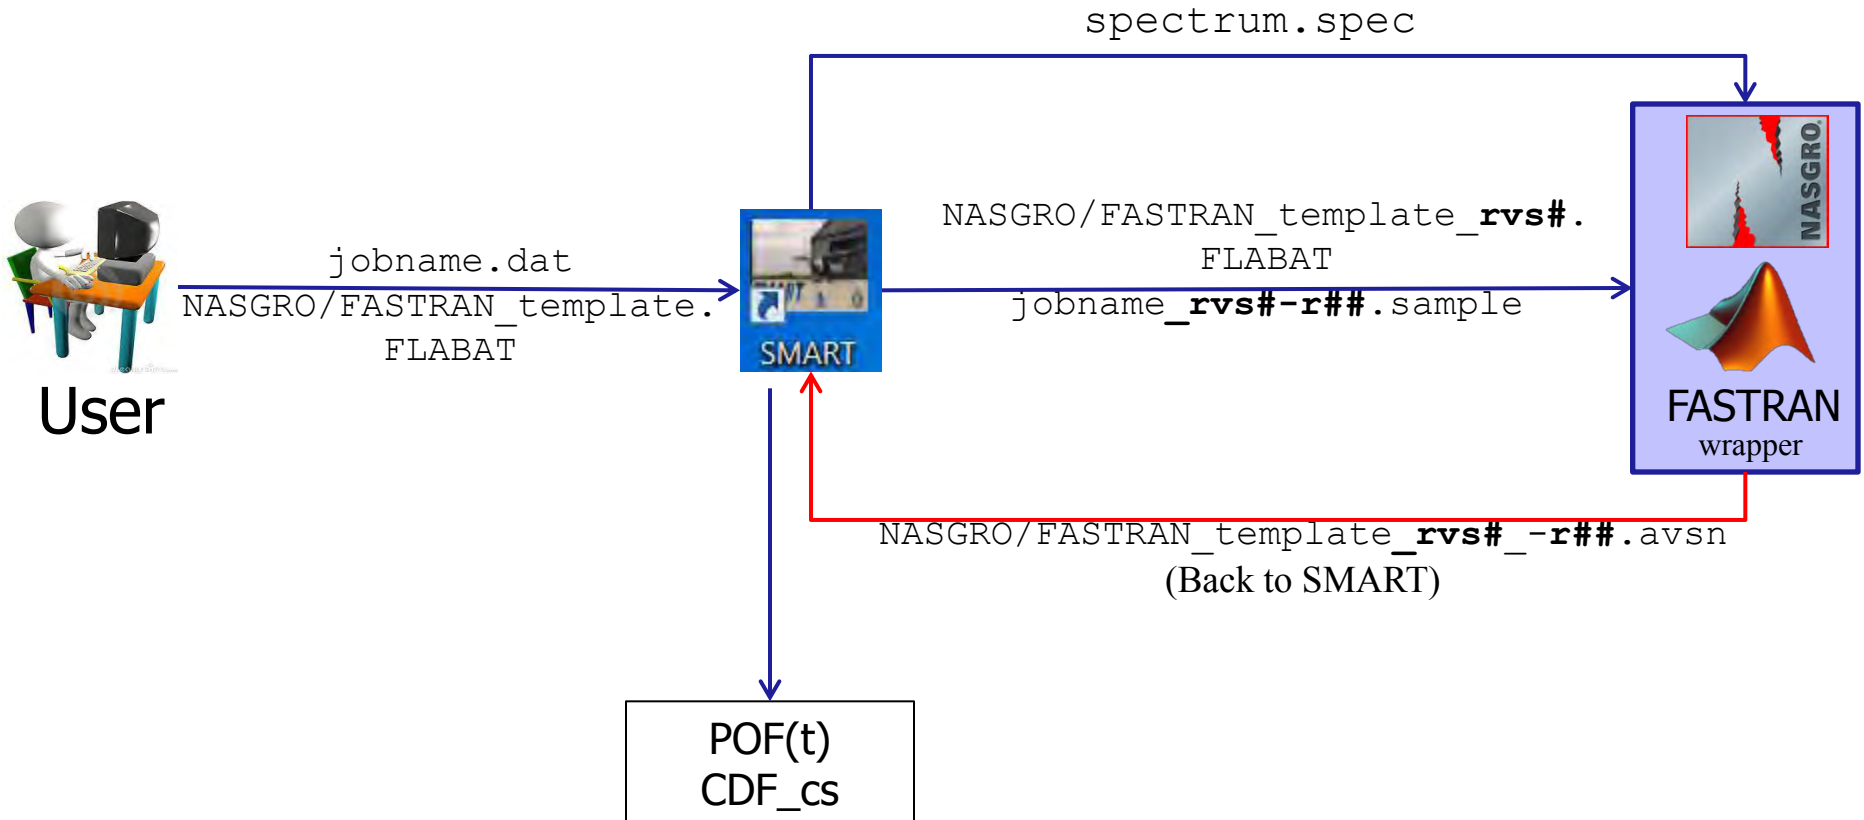 spectrum.spec
NASGRO®
NASGRO/FASTRAN_template_rvs#.
FLABAT
jobname.dat
NASGRO/FASTRAN_template.
FLABAT
jobname_rvs#-r##.sample
SMART
User
FASTRAN
wrapper
NASGRO/FASTRAN_template_rvs#_-r##.avsn
(Back to SMART)
POF(t)
CDF_cs